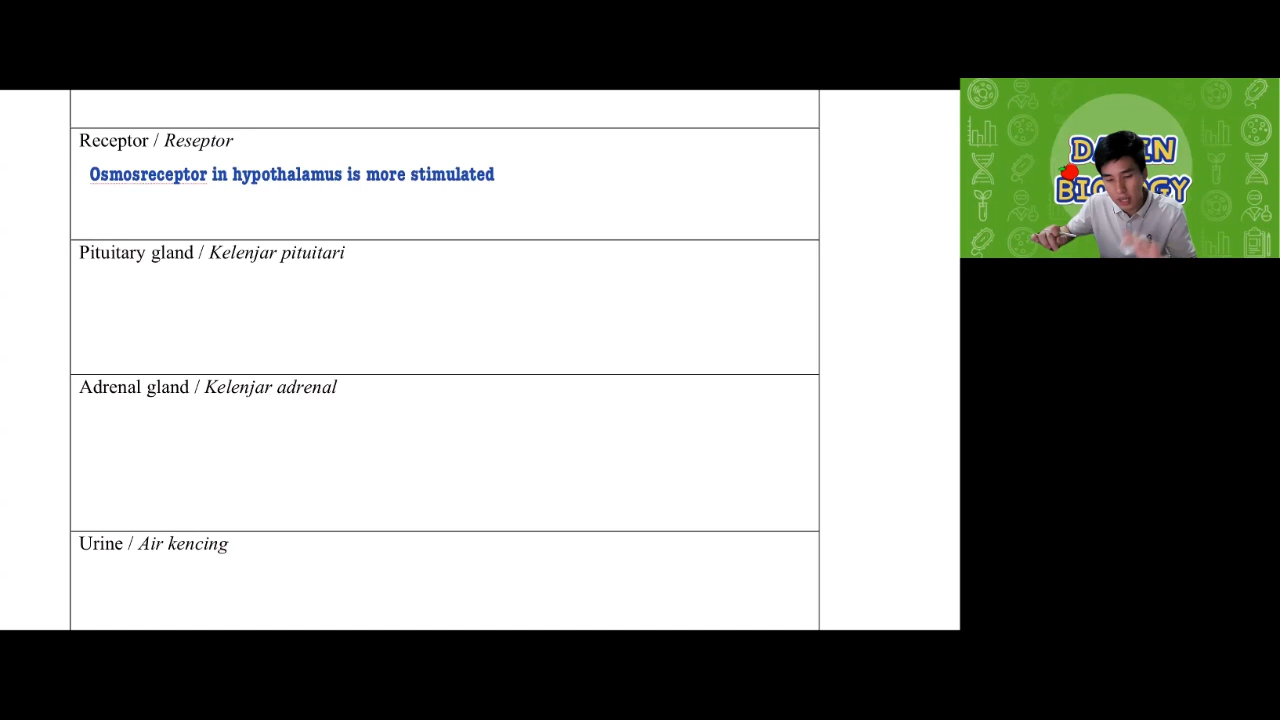 Receptor / Reseptor
Osmosreceptor in hypothalamus is more stimulated
Pituitary gland / Kelenjar pituitari
Adrenal gland / Kelenjar adrenal
Urine / Air kencing